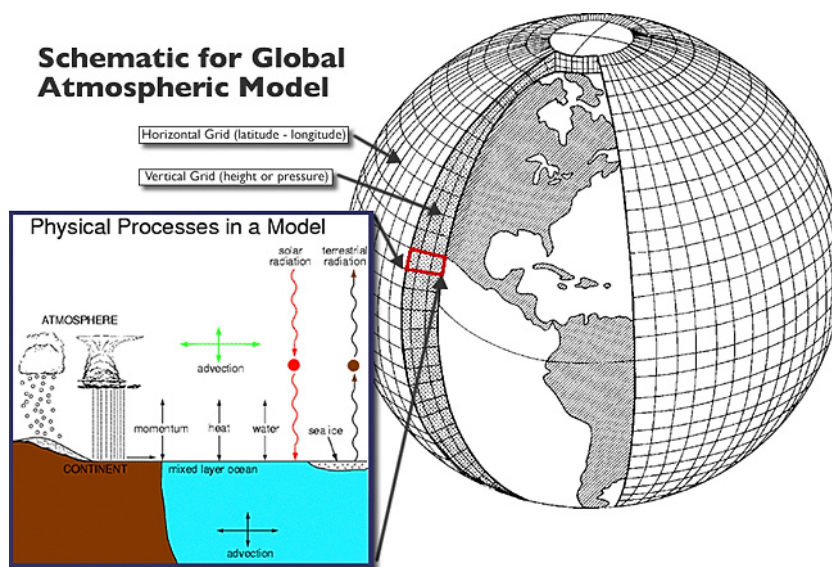 Schematic for Global
Atmospheric Model
Horizontal Grid (latitude - longitude)
Vertical Grid (height or pressure)
Physical Processes in a Model
solar
radiation
terrestrial
radiation
ATMOSPHERE
advection
momentum
heat
water
sea ice
CONTINENT
mixed layer ocean
advection